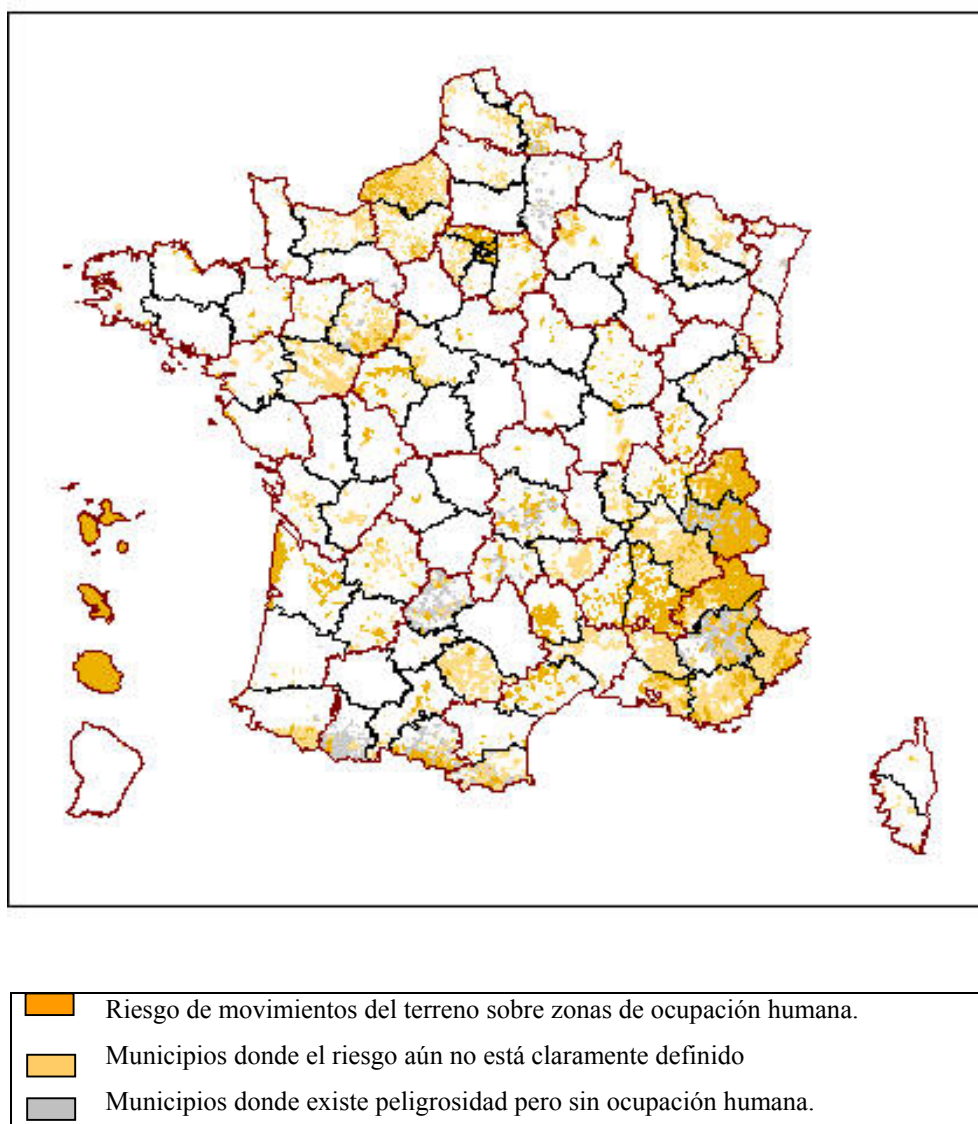 Riesgo de movimientos del terreno sobre zonas de ocupación humana.
Municipios donde el riesgo aún no está claramente definido
Municipios donde existe peligrosidad pero sin ocupación humana.